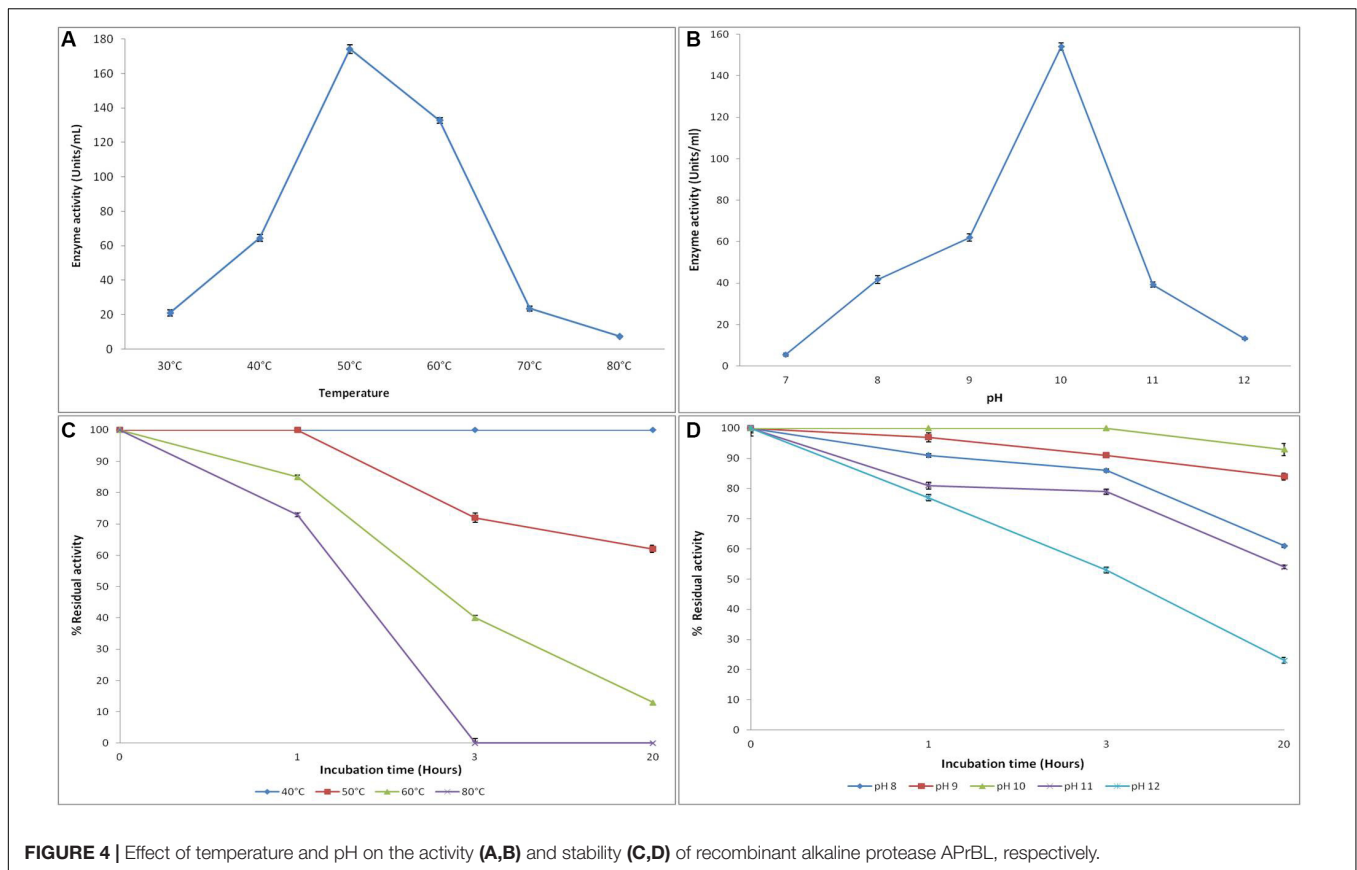 A
180
160
140
120
100
80
60
40
20
0
Enzyme activity (Units/mL)
30°C 40°C 50°C 60°C 70°C 80°C
Temperature
B
160
140
120
100
80
60
40
20
0
Enzyme activity (Units/ml)
7 8 9 10 11 12
pH
C
100
90
80
70
60
50
40
30
20
10
0
% Residual activity
0 1 3 20
Incubation time (Hours)
40°C 50°C 60°C 80°C
D
100
90
80
70
60
50
40
30
20
10
0
% Residual activity
0 1 3 20
Incubation time (Hours)
pH 8 pH 9 pH 10 pH 11 pH 12
FIGURE 4 | Effect of temperature and pH on the activity (A,B) and stability (C,D) of recombinant alkaline protease APrBL, respectively.